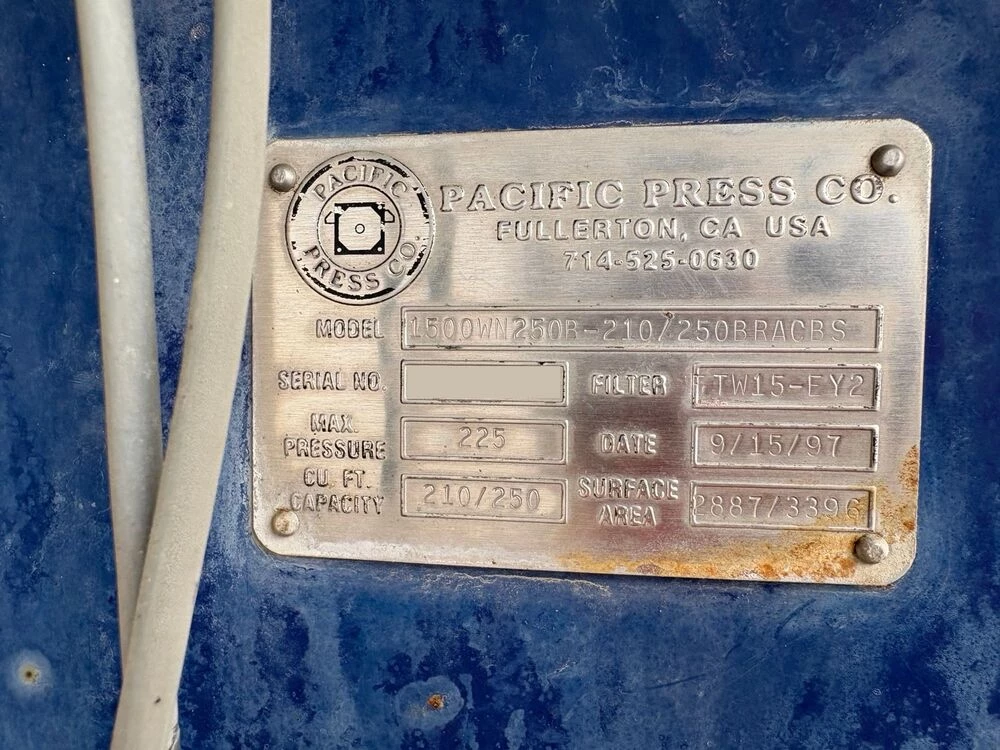 PACIFIC
PRESS CO.
PACIFIC PRESS CO.
FULLERTON, CA USA
714-525-0630
MODEL 1500WN250B-210/250BRACBS
SERIAL NO. FILTER TTW15-EY2
MAX. PRESSURE 225 DATE 9/15/97
CU. FT. CAPACITY 210/250 SURFACE AREA 2887/3396